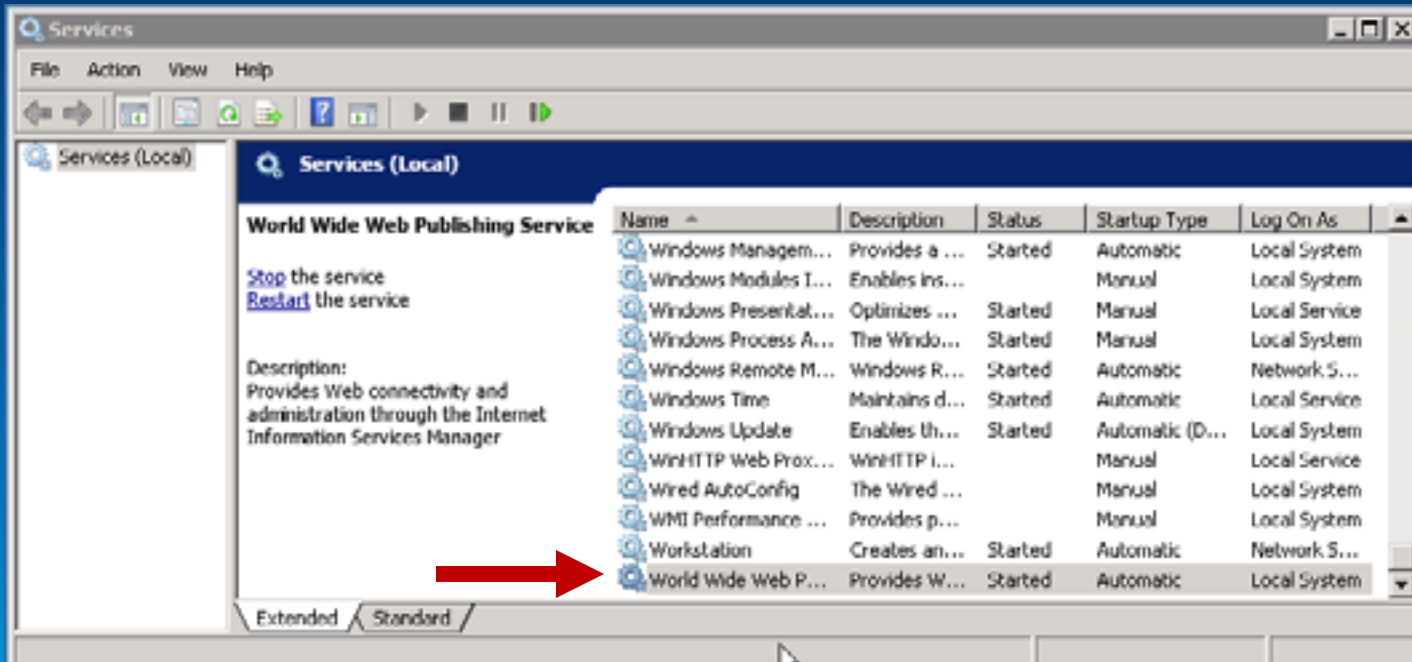 Services
File Action View Help
Services (Local)
Services (Local)
World Wide Web Publishing Service
Stop the service
Restart the service
Description:
Provides Web connectivity and
administration through the Internet
Information Services Manager
Name Description Status Startup Type Log On As
Windows Managem... Provides a ... Started Automatic Local System
Windows Modules I... Enables ins... Manual Local System
Windows Presentat... Optimizes ... Started Manual Local Service
Windows Process A... The Windo... Started Manual Local System
Windows Remote M... Windows R... Started Automatic Network S...
Windows Time Maintains d... Started Automatic Local Service
Windows Update Enables th... Started Automatic (D... Local System
WinHTTP Web Prox... WinHTTP i... Manual Local Service
Wired AutoConfig The Wired ... Manual Local System
WMI Performance ... Provides p... Manual Local System
Workstation Creates an... Started Automatic Network S...
World Wide Web P... Provides W... Started Automatic Local System
Extended Standard